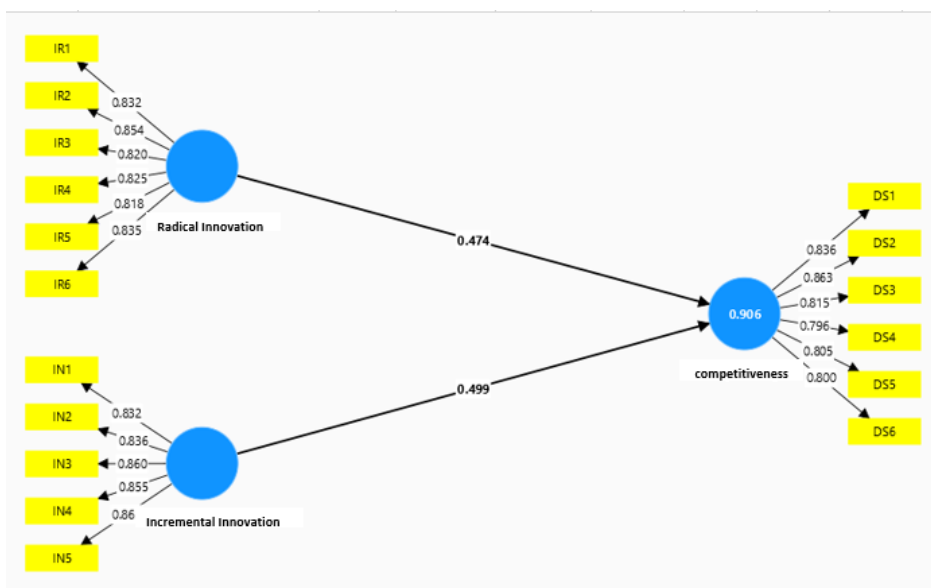 IR1
IR2
IR3
IR4
IR5
IR6
0.832
0.854
0.820
0.825
0.818
0.835
Radical Innovation
0.474
IN1
IN2
IN3
IN4
IN5
0.832
0.836
0.860
0.855
0.86
Incremental Innovation
0.499
0.906
competitiveness
0.836
0.863
0.815
0.796
0.805
0.800
DS1
DS2
DS3
DS4
DS5
DS6